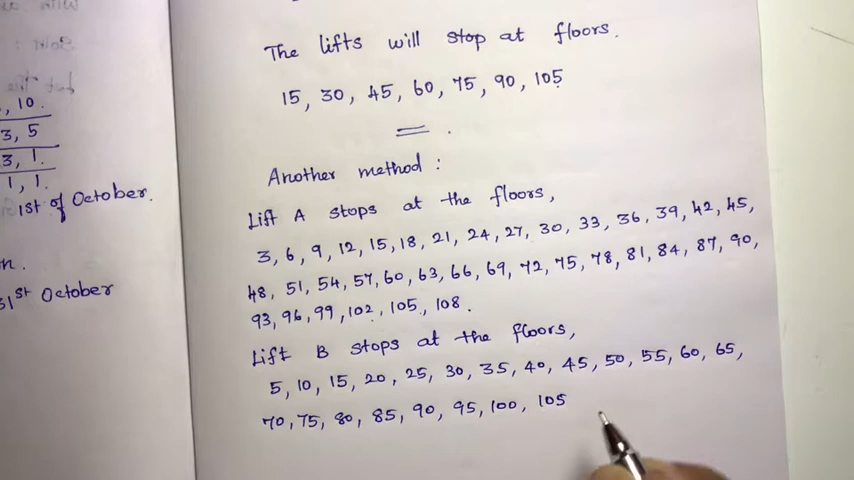 , 10.
3, 5
3, 1.
1, 1.
1st of October.
n.
31st October
The lifts will stop at floors.
15, 30, 45, 60, 75, 90, 105
Another method :
Lift A stops at the floors,
3, 6, 9, 12, 15, 18, 21, 24, 27, 30, 33, 36, 39, 42, 45,
48, 51, 54, 57, 60, 63, 66, 69, 72, 75, 78, 81, 84, 87, 90,
93, 96, 99, 102, 105, 108.
Lift B stops at the floors,
5, 10, 15, 20, 25, 30, 35, 40, 45, 50, 55, 60, 65,
70, 75, 80, 85, 90, 95, 100, 105